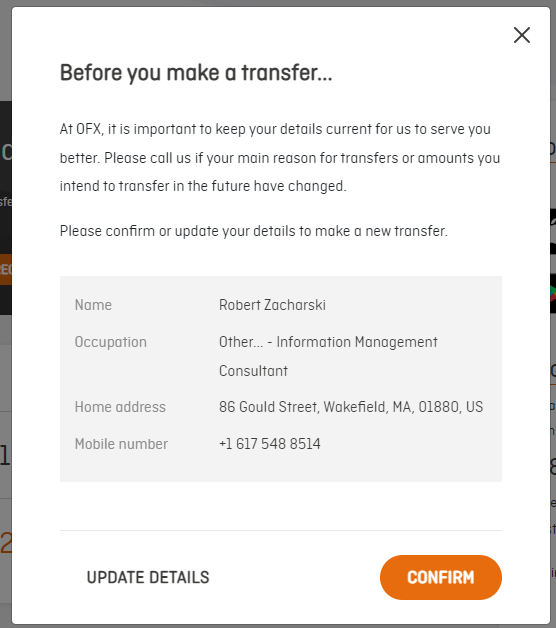 Before you make a transfer...
At OFX, it is important to keep your details current for us to serve you
better. Please call us if your main reason for transfers or amounts you
intend to transfer in the future have changed.
Please confirm or update your details to make a new transfer.
Name Robert Zacharski
Occupation Other... - Information Management
Consultant
Home address 86 Gould Street, Wakefield, MA, 01880, US
Mobile number +1 617 548 8514
UPDATE DETAILS CONFIRM